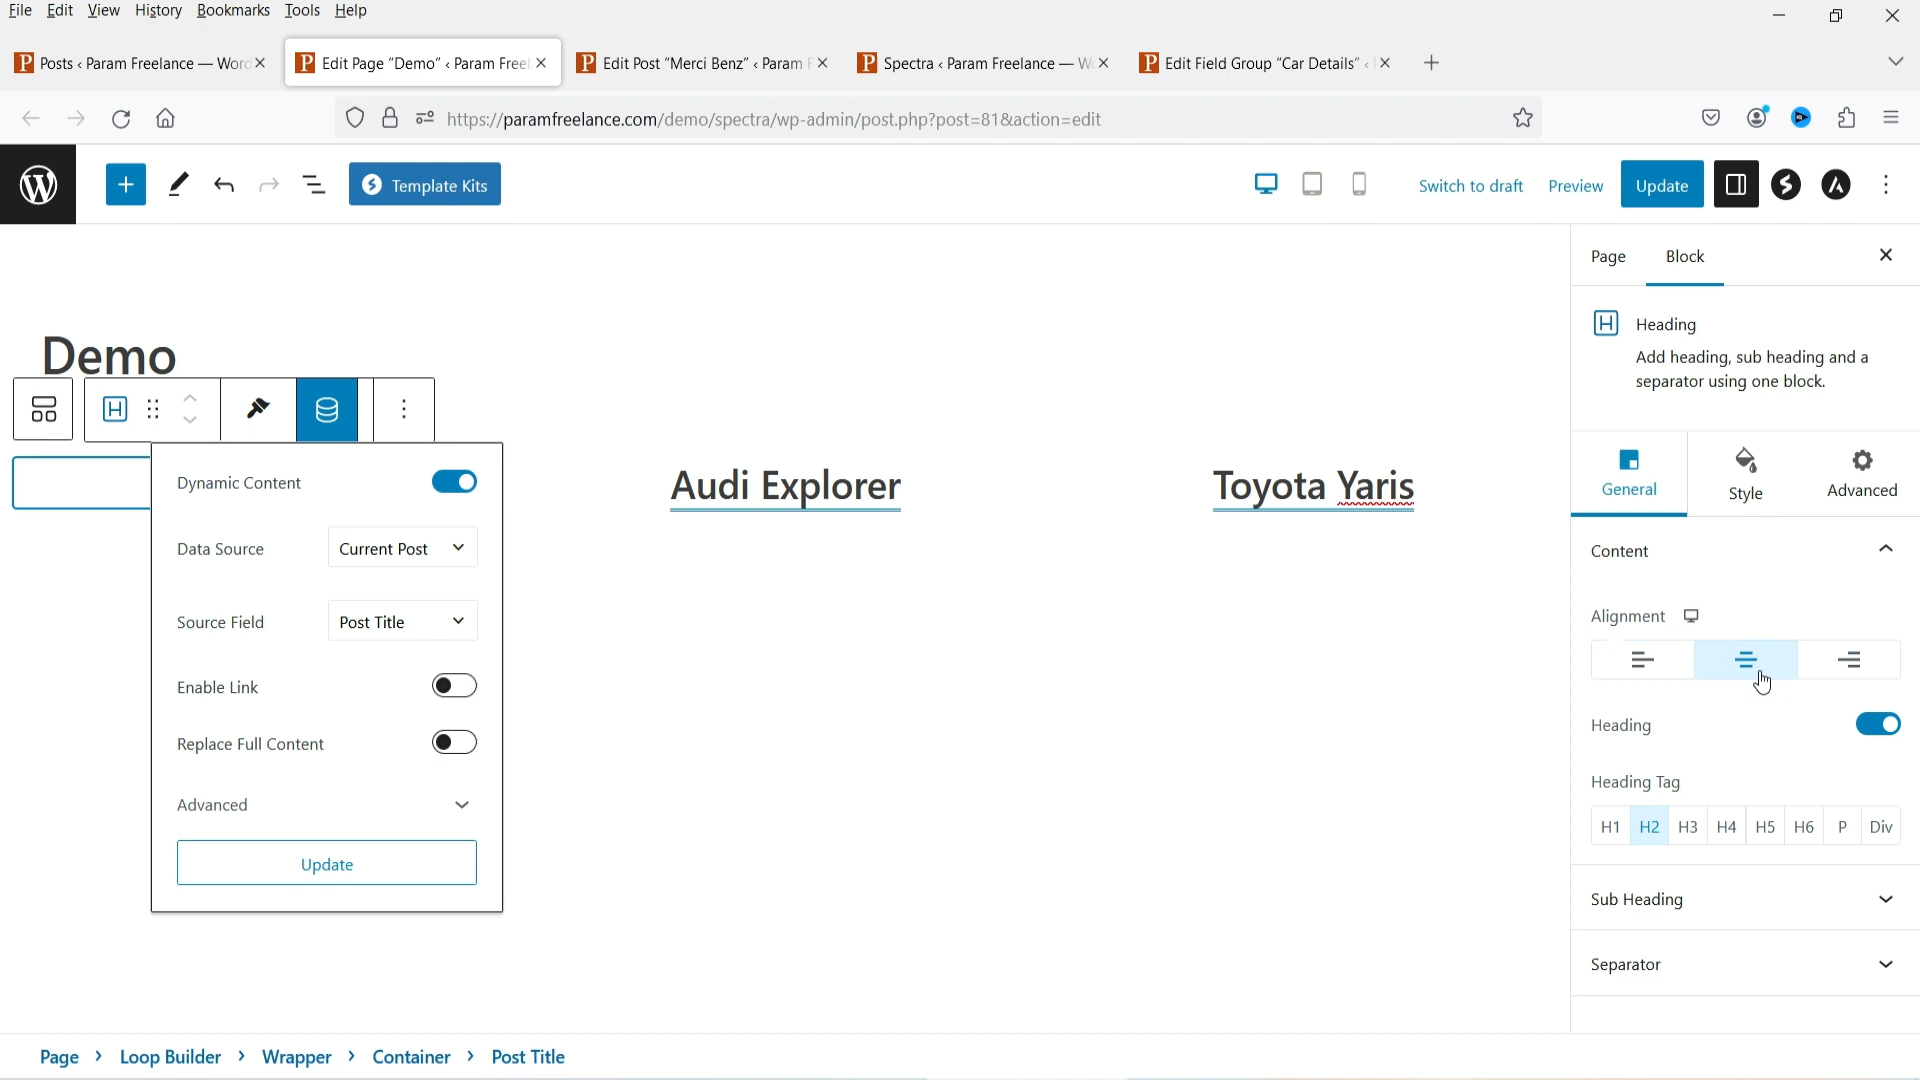 File Edit View History Bookmarks Tools Help
Posts ‹ Param Freelance — Word
Edit Page "Demo" ‹ Param Freel
Edit Post "Merci Benz" ‹ Param F
Spectra ‹ Param Freelance — W
Edit Field Group "Car Details" ‹
https://paramfreelance.com/demo/spectra/wp-admin/post.php?post=81&action=edit
Template Kits
Switch to draft Preview Update
Page Block
Heading
Add heading, sub heading and a
separator using one block.
General Style Advanced
Content
Alignment
Heading
Heading Tag
H1 H2 H3 H4 H5 H6 P Div
Sub Heading
Separator
Demo
Dynamic Content
Data Source Current Post
Source Field Post Title
Enable Link
Replace Full Content
Advanced
Update
Audi Explorer
Toyota Yaris
Page > Loop Builder > Wrapper > Container > Post Title